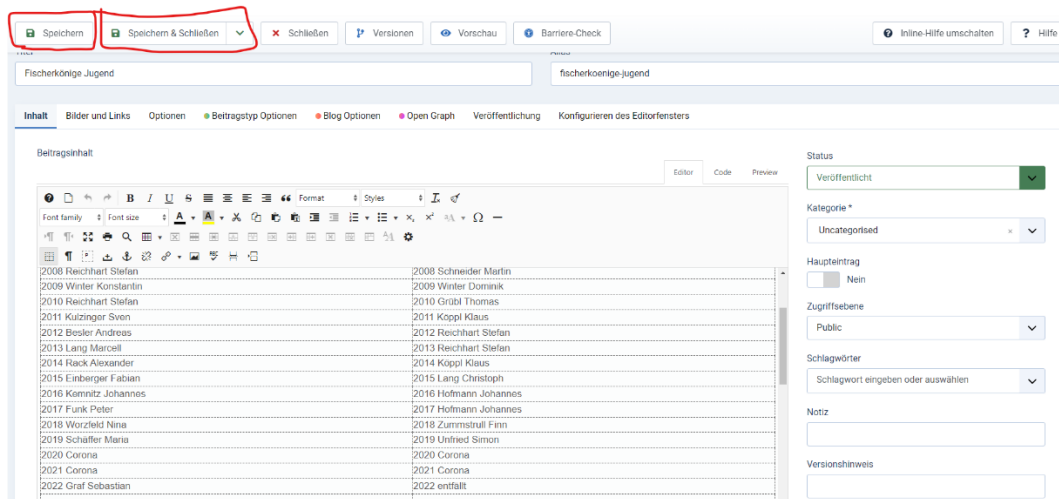 Speichern Speichern & Schließen Schließen Versionen Vorschau Barriere-Check Inline-Hilfe umschalten Hilfe
Fischerkönige Jugend fischerkoenige-jugend
Inhalt Bilder und Links Optionen Beitragstyp Optionen Blog Optionen Open Graph Veröffentlichung Konfigurieren des Editorfensters
Beitragsinhalt
Editor Code Preview
Format Styles
Font family Font size
2008 Reichhart Stefan 2008 Schneider Martin
2009 Winter Konstantin 2009 Winter Dominik
2010 Reichhart Stefan 2010 Grübl Thomas
2011 Kulzinger Sven 2011 Köppl Klaus
2012 Besler Andreas 2012 Reichhart Stefan
2013 Lang Marcell 2013 Reichhart Stefan
2014 Rack Alexander 2014 Köppl Klaus
2015 Einberger Fabian 2015 Lang Christoph
2016 Kemnitz Johannes 2016 Hofmann Johannes
2017 Funk Peter 2017 Hofmann Johannes
2018 Worzfeld Nina 2018 Zummstrull Finn
2019 Schäffer Maria 2019 Unfried Simon
2020 Corona 2020 Corona
2021 Corona 2021 Corona
2022 Graf Sebastian 2022 entfällt
Status
Veröffentlicht
Kategorie *
Uncategorised
Haupteintrag
Nein
Zugriffsebene
Public
Schlagwörter
Schlagwort eingeben oder auswählen
Notiz
Versionshinweis